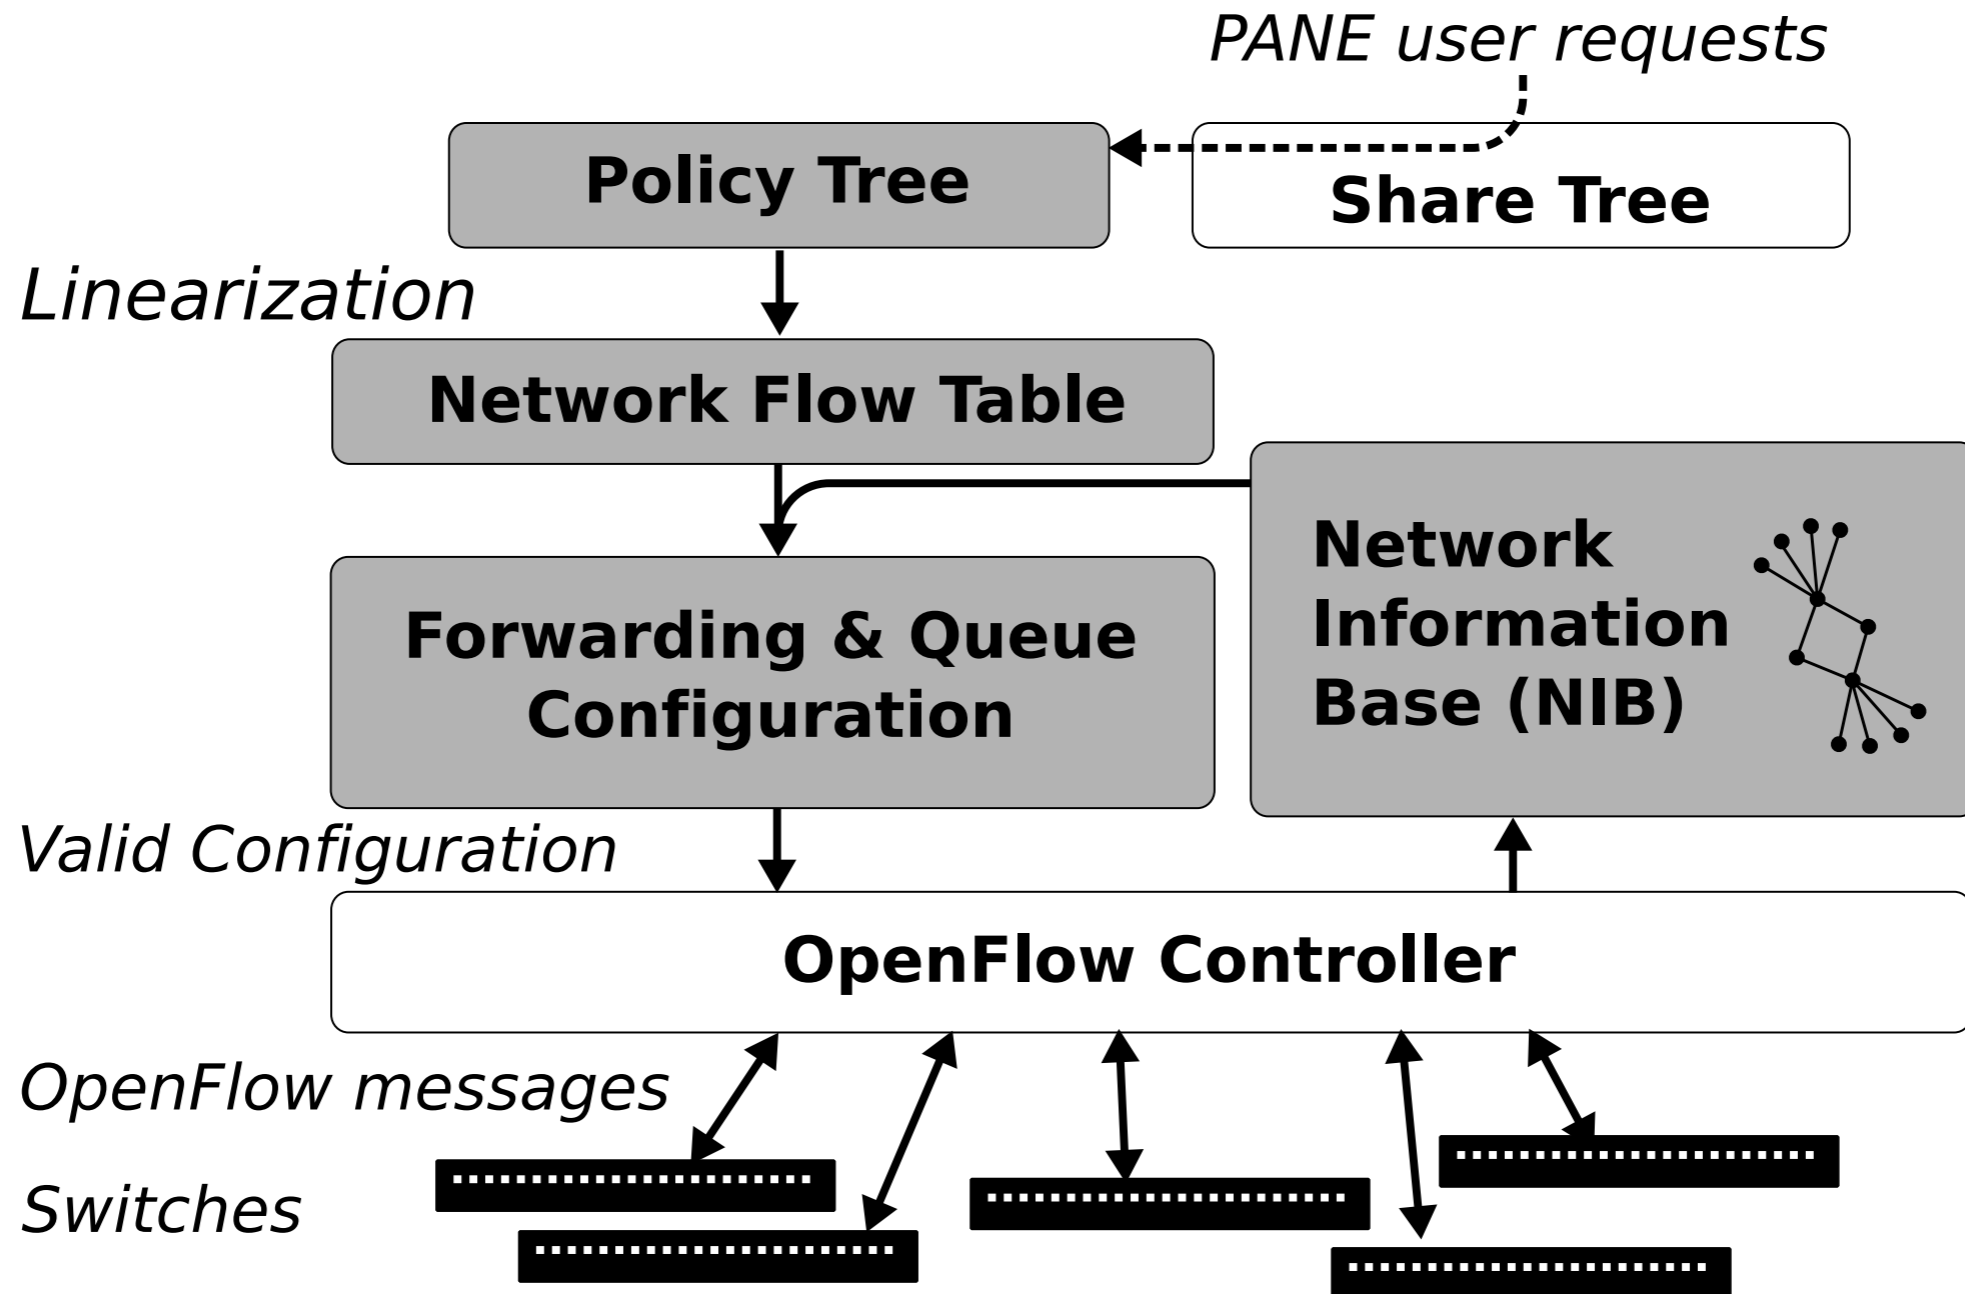 PANE user requests
Policy Tree
Share Tree
Linearization
Network Flow Table
Network
Information
Base (NIB)
Forwarding & Queue
Configuration
Valid Configuration
OpenFlow Controller
OpenFlow messages
Switches